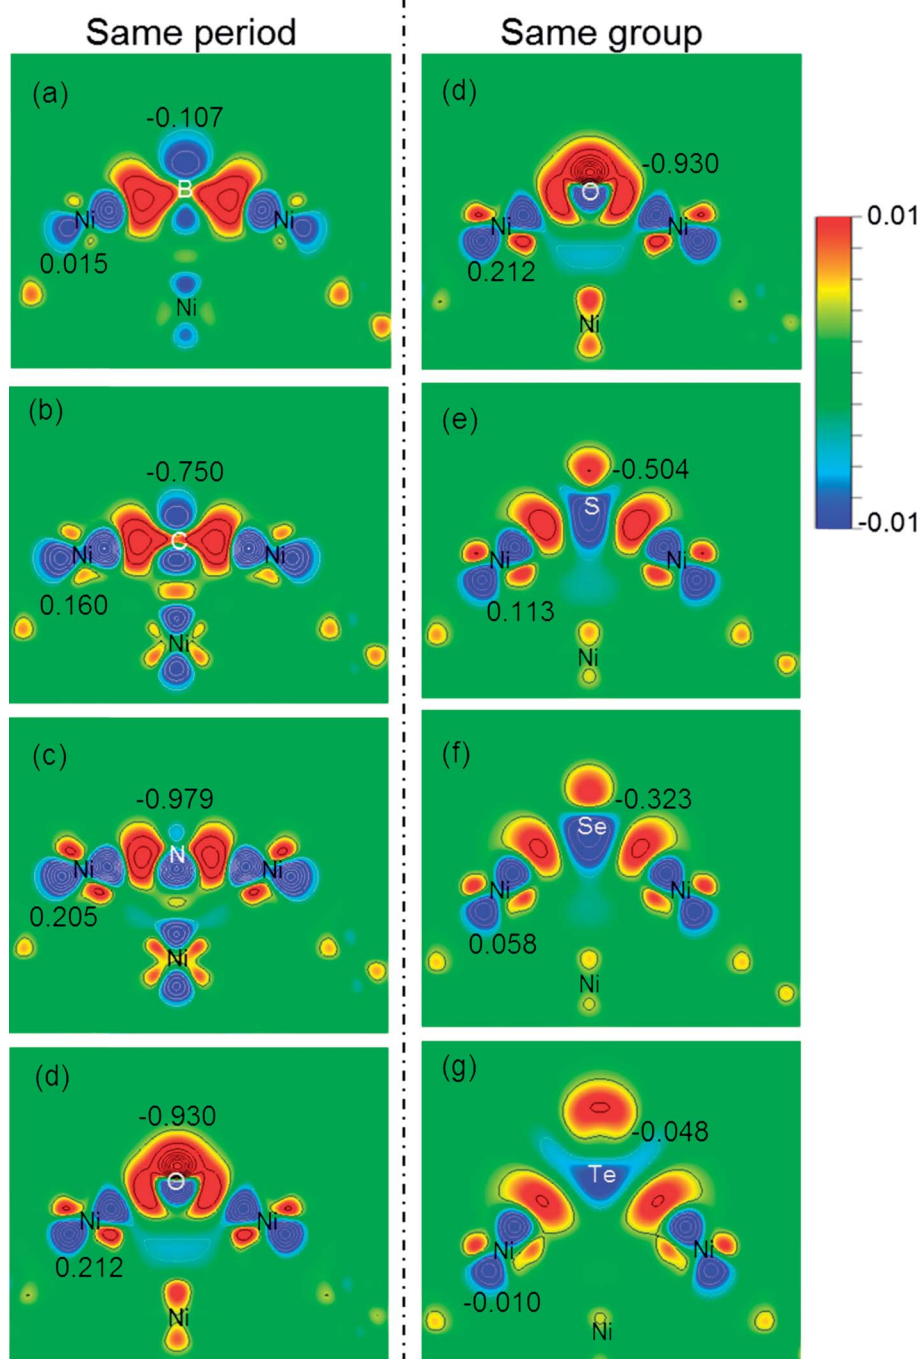 Same period
Same group
(a)
-0.107
B
Ni
Ni
0.015
Ni
(d)
-0.930
O
Ni
Ni
0.212
Ni
0.01
-0.01
(b)
-0.750
C
Ni
Ni
0.160
Ni
(e)
-0.504
S
Ni
Ni
0.113
Ni
(c)
-0.979
N
Ni
Ni
0.205
Ni
(f)
-0.323
Se
Ni
Ni
0.058
Ni
(d)
-0.930
O
Ni
Ni
0.212
Ni
(g)
-0.048
Te
Ni
Ni
-0.010
Ni